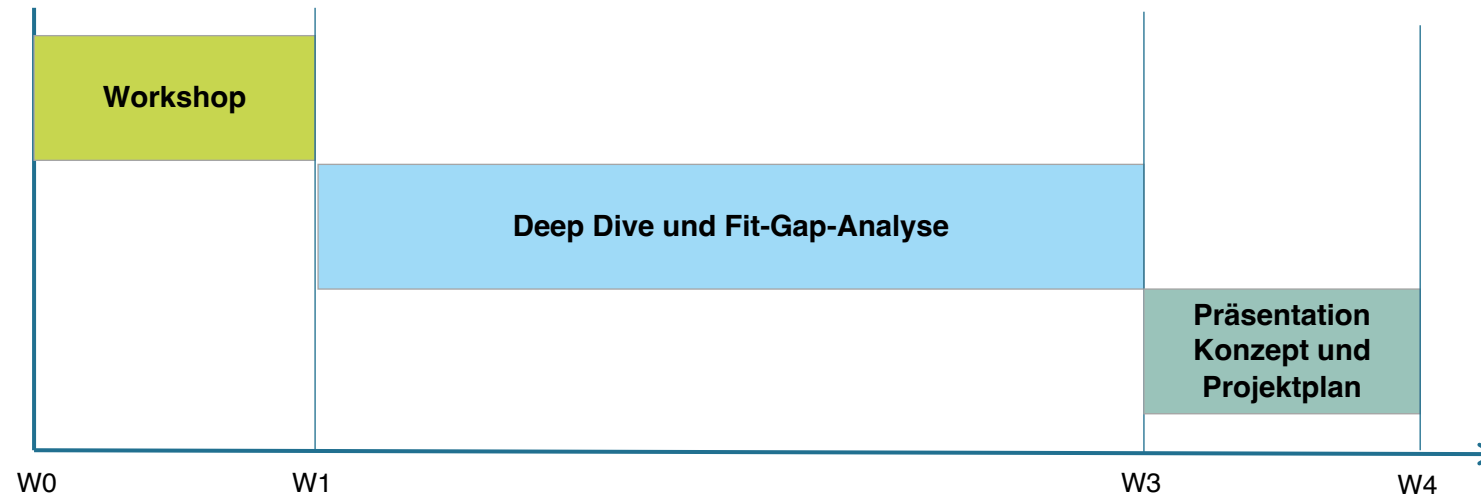 Workshop
Deep Dive und Fit-Gap-Analyse
Präsentation
Konzept und
Projektplan
W0
W1
W3
W4